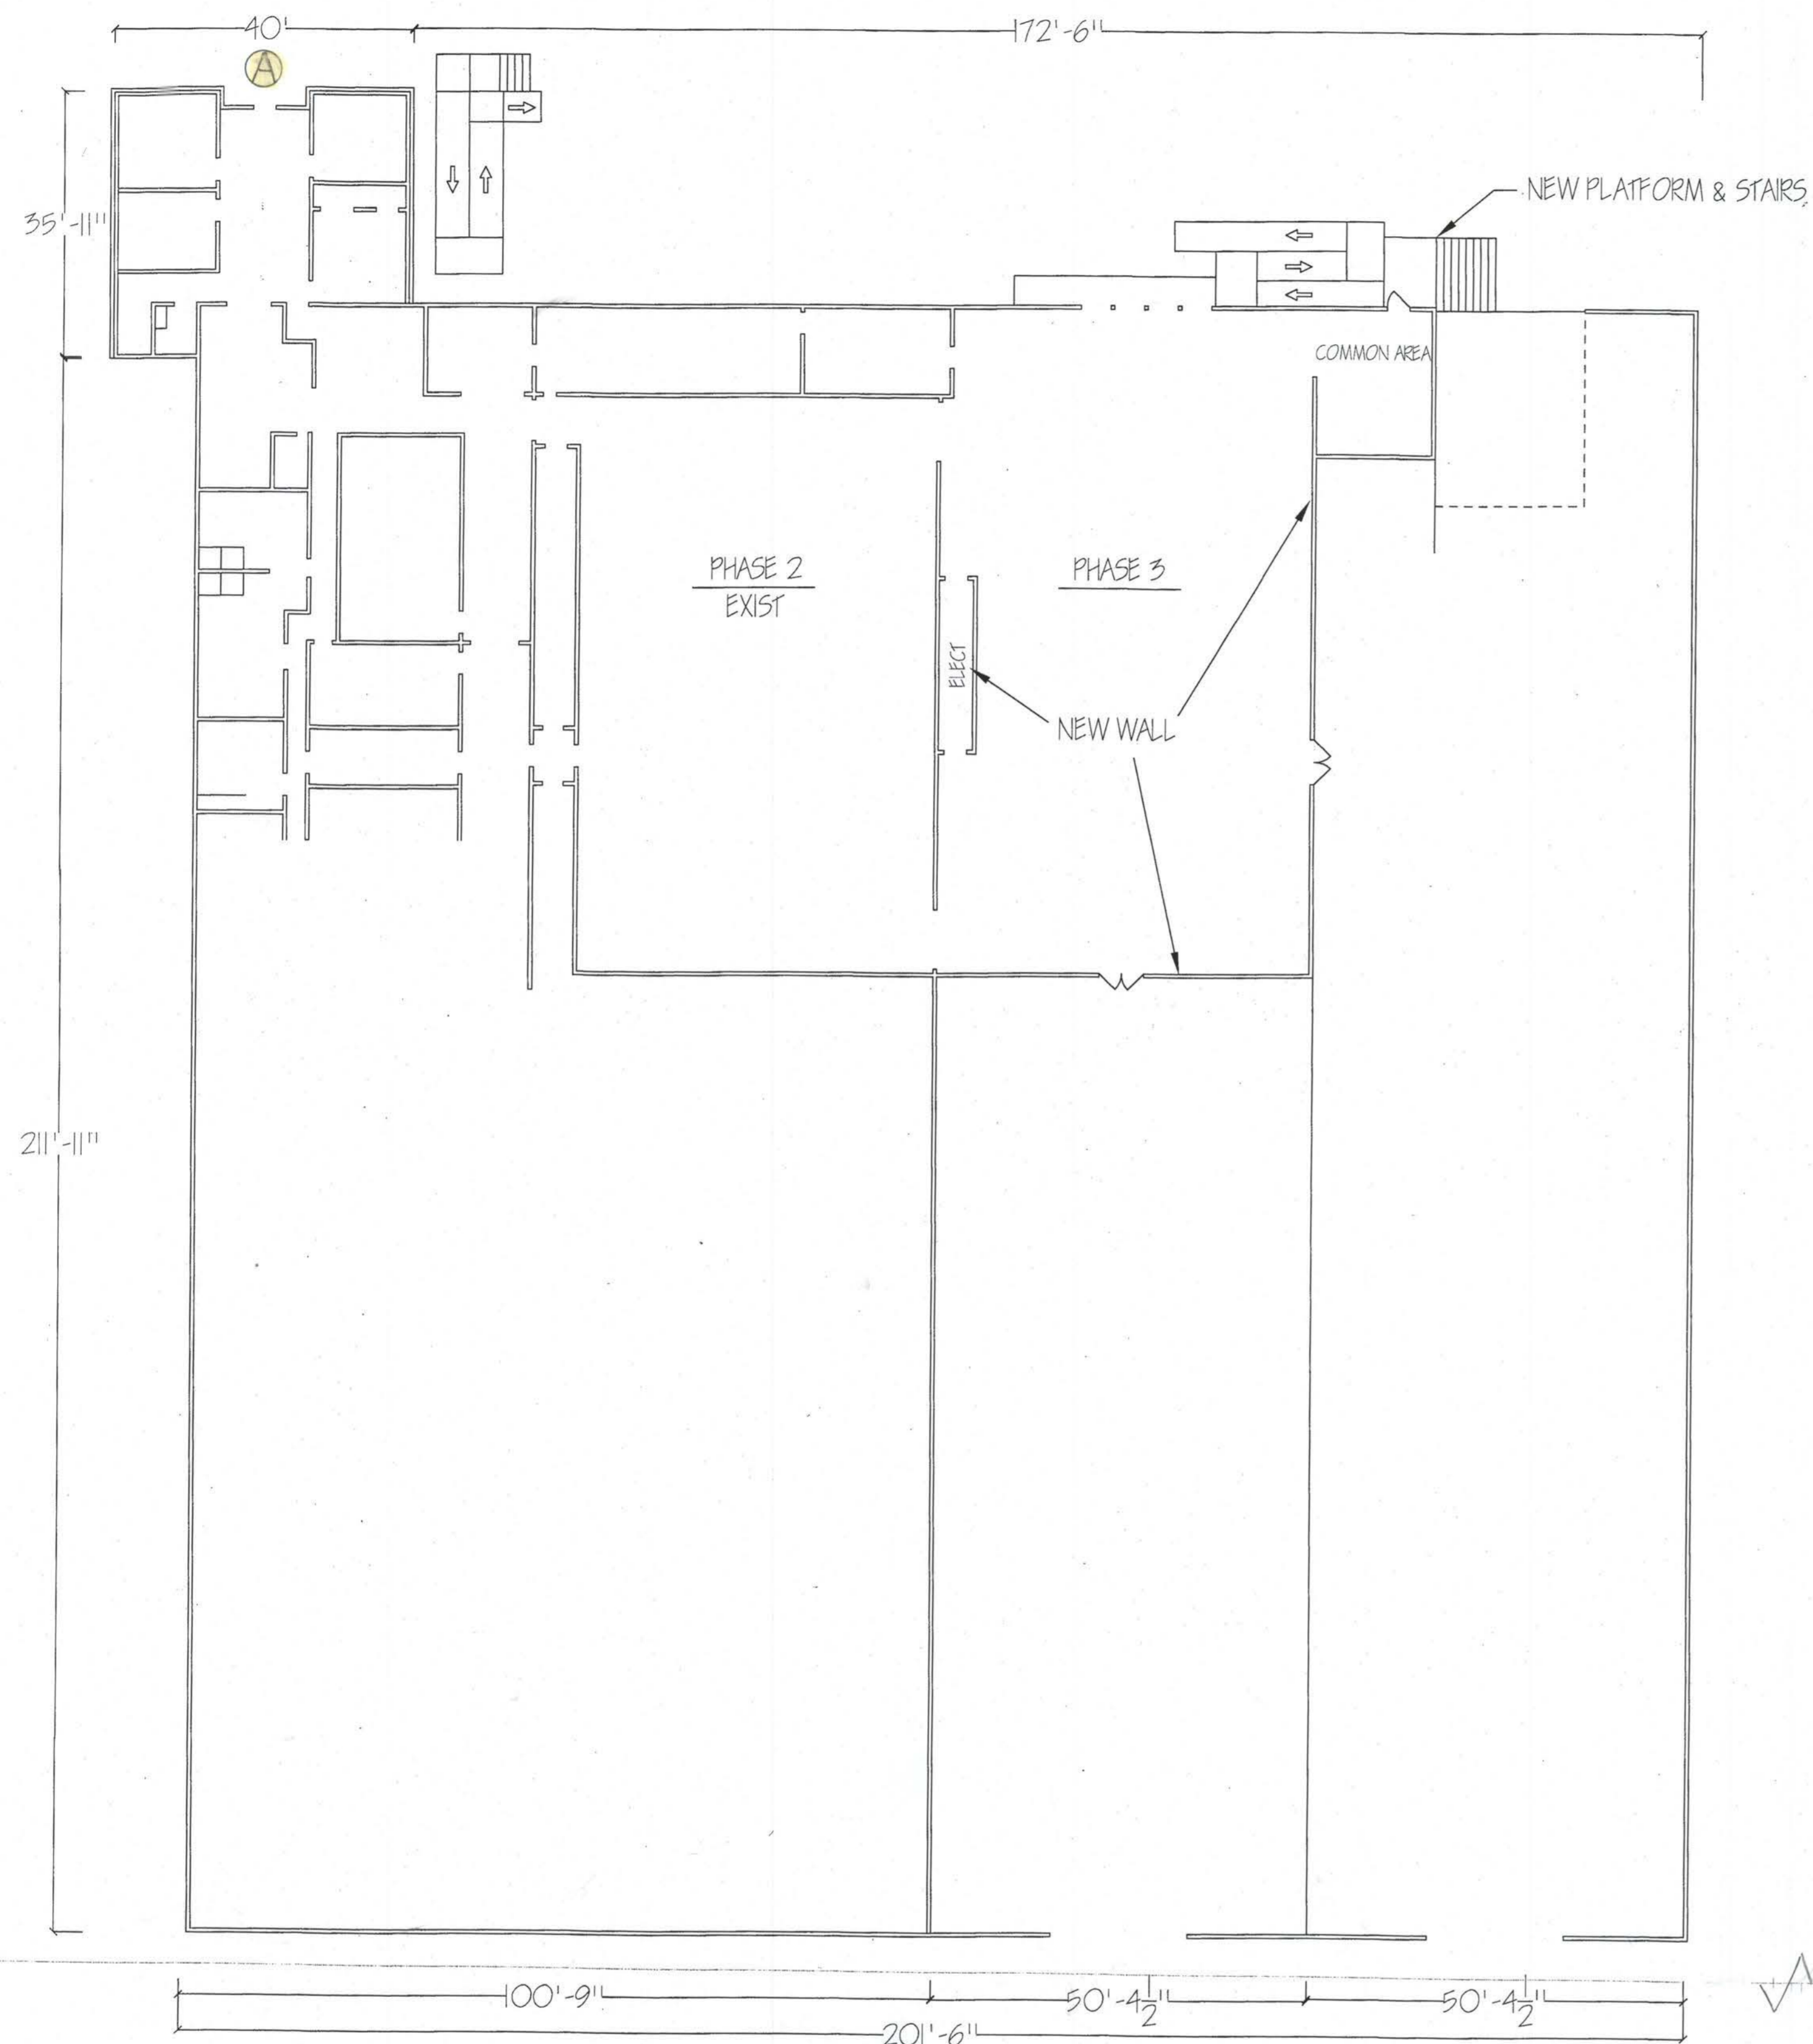 40'
172'-6"
A
35'-11"
NEW PLATFORM & STAIRS
COMMON AREA
PHASE 2
EXIST
PHASE 3
ELECT
NEW WALL
211'-11"
100'-9"
50'-4 1/2"
50'-4 1/2"
201'-6"